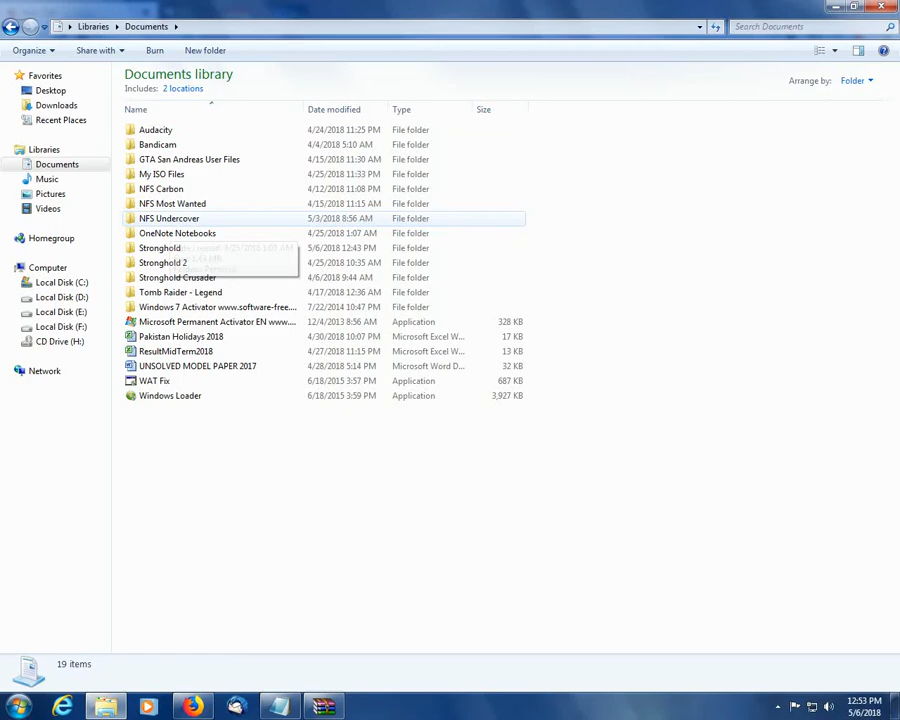 Libraries ▸ Documents ▸
Search Documents
Organize Share with Burn New folder
Favorites
Desktop
Downloads
Recent Places
Libraries
Documents
Music
Pictures
Videos
Homegroup
Computer
Local Disk (C:)
Local Disk (D:)
Local Disk (E:)
Local Disk (F:)
CD Drive (H:)
Network
Documents library
Includes: 2 locations
Arrange by: Folder
Name Date modified Type Size
Audacity 4/24/2018 11:25 PM File folder
Bandicam 4/4/2018 5:10 AM File folder
GTA San Andreas User Files 4/15/2018 11:30 AM File folder
My ISO Files 4/25/2018 11:33 PM File folder
NFS Carbon 4/12/2018 11:08 PM File folder
NFS Most Wanted 4/15/2018 11:15 AM File folder
NFS Undercover 5/3/2018 8:56 AM File folder
OneNote Notebooks 4/25/2018 1:07 AM File folder
Stronghold 5/6/2018 12:43 PM File folder
Stronghold 2 4/25/2018 10:35 AM File folder
Stronghold Crusader 4/6/2018 9:44 AM File folder
Tomb Raider - Legend 4/17/2018 12:36 AM File folder
Windows 7 Activator www.software-free.... 7/22/2014 10:47 PM File folder
Microsoft Permanent Activator EN www.... 12/4/2013 8:56 AM Application 328 KB
Pakistan Holidays 2018 4/30/2018 10:07 PM Microsoft Excel W... 17 KB
ResultMidTerm2018 4/27/2018 11:15 PM Microsoft Excel W... 13 KB
UNSOLVED MODEL PAPER 2017 4/28/2018 5:14 PM Microsoft Word D... 32 KB
WAT Fix 6/18/2015 3:57 PM Application 687 KB
Windows Loader 6/18/2015 3:59 PM Application 3,927 KB
19 items
12:53 PM
5/6/2018